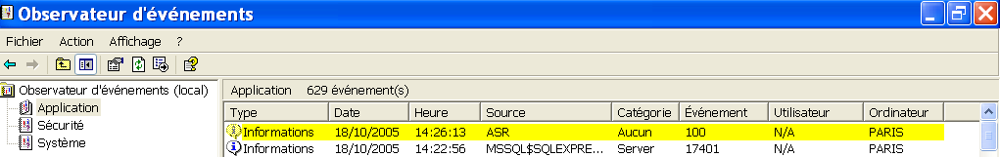 Observateur d'événements
Fichier Action Affichage ?
Observateur d'événements (local)
Application
Sécurité
Système
Application 629 événement(s)
Type Date Heure Source Catégorie Événement Utilisateur Ordinateur
Informations 18/10/2005 14:26:13 ASR Aucun 100 N/A PARIS
Informations 18/10/2005 14:22:56 MSSQL$SQLEXPRE... Server 17401 N/A PARIS